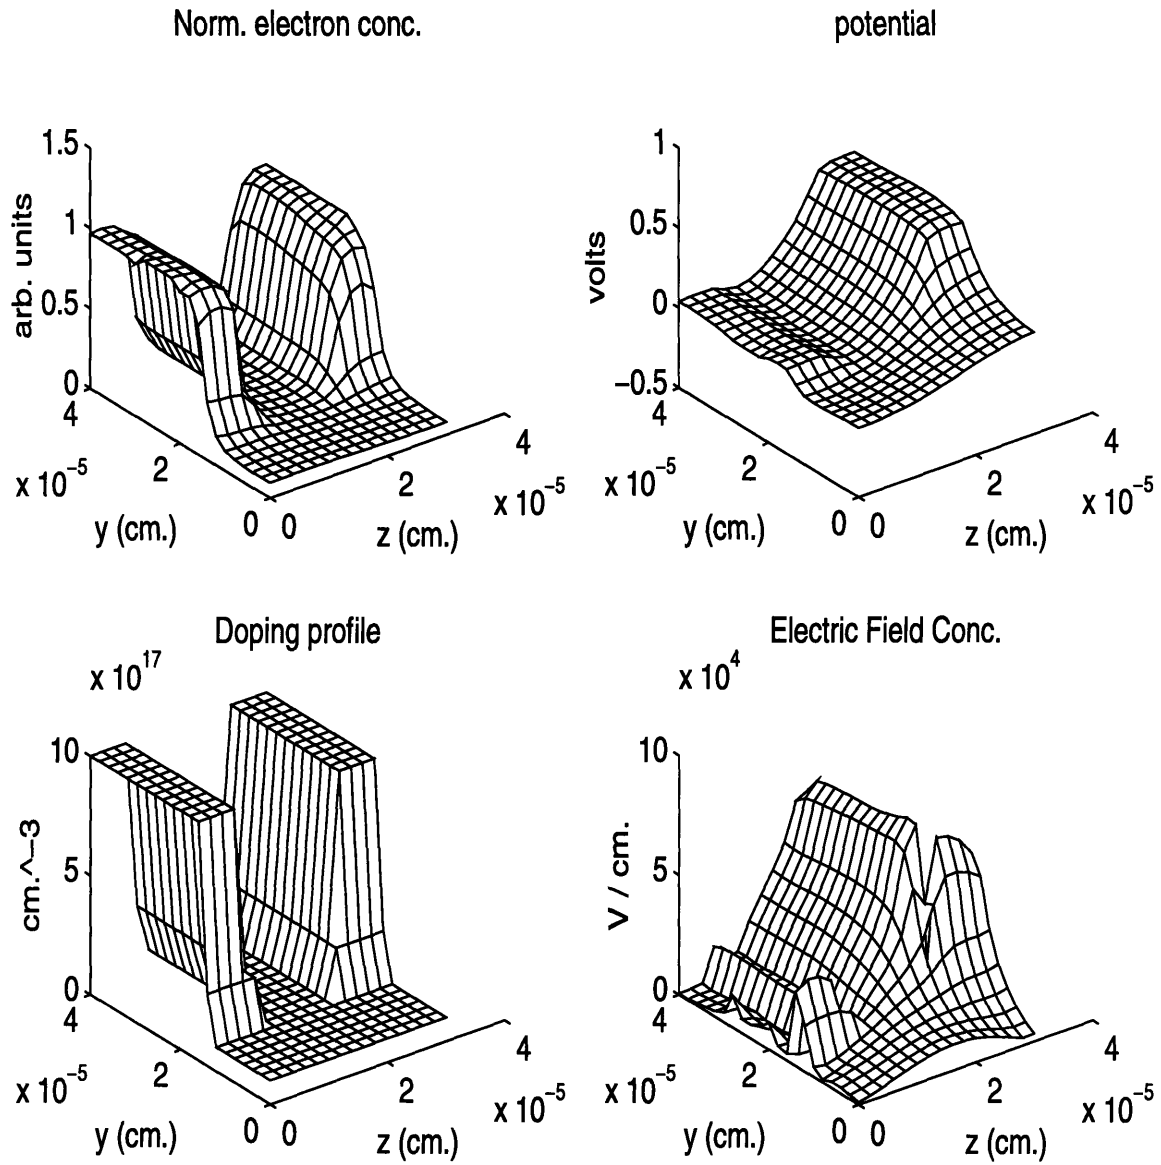 Norm. electron conc.
1.5
1
0.5
0
arb. units
4
2
0
x 10^-5
y (cm.)
0
2
4
x 10^-5
z (cm.)
potential
1
0.5
0
-0.5
volts
4
2
0
x 10^-5
y (cm.)
0
2
4
x 10^-5
z (cm.)
Doping profile
x 10^17
10
5
0
cm.^-3
4
2
0
x 10^-5
y (cm.)
0
2
4
x 10^-5
z (cm.)
Electric Field Conc.
x 10^4
10
5
0
V / cm.
4
2
0
x 10^-5
y (cm.)
0
2
4
x 10^-5
z (cm.)